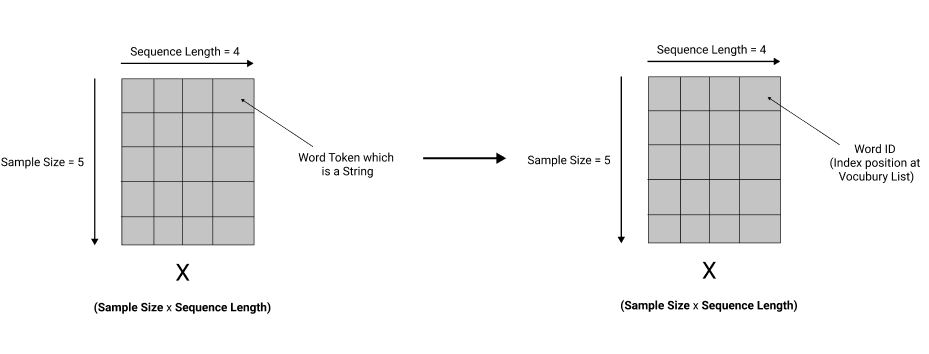 Sequence Length = 4
Sample Size = 5
Word Token which
is a String
X
(Sample Size x Sequence Length)
Sequence Length = 4
Sample Size = 5
Word ID
(Index position at
Vocubury List)
X
(Sample Size x Sequence Length)